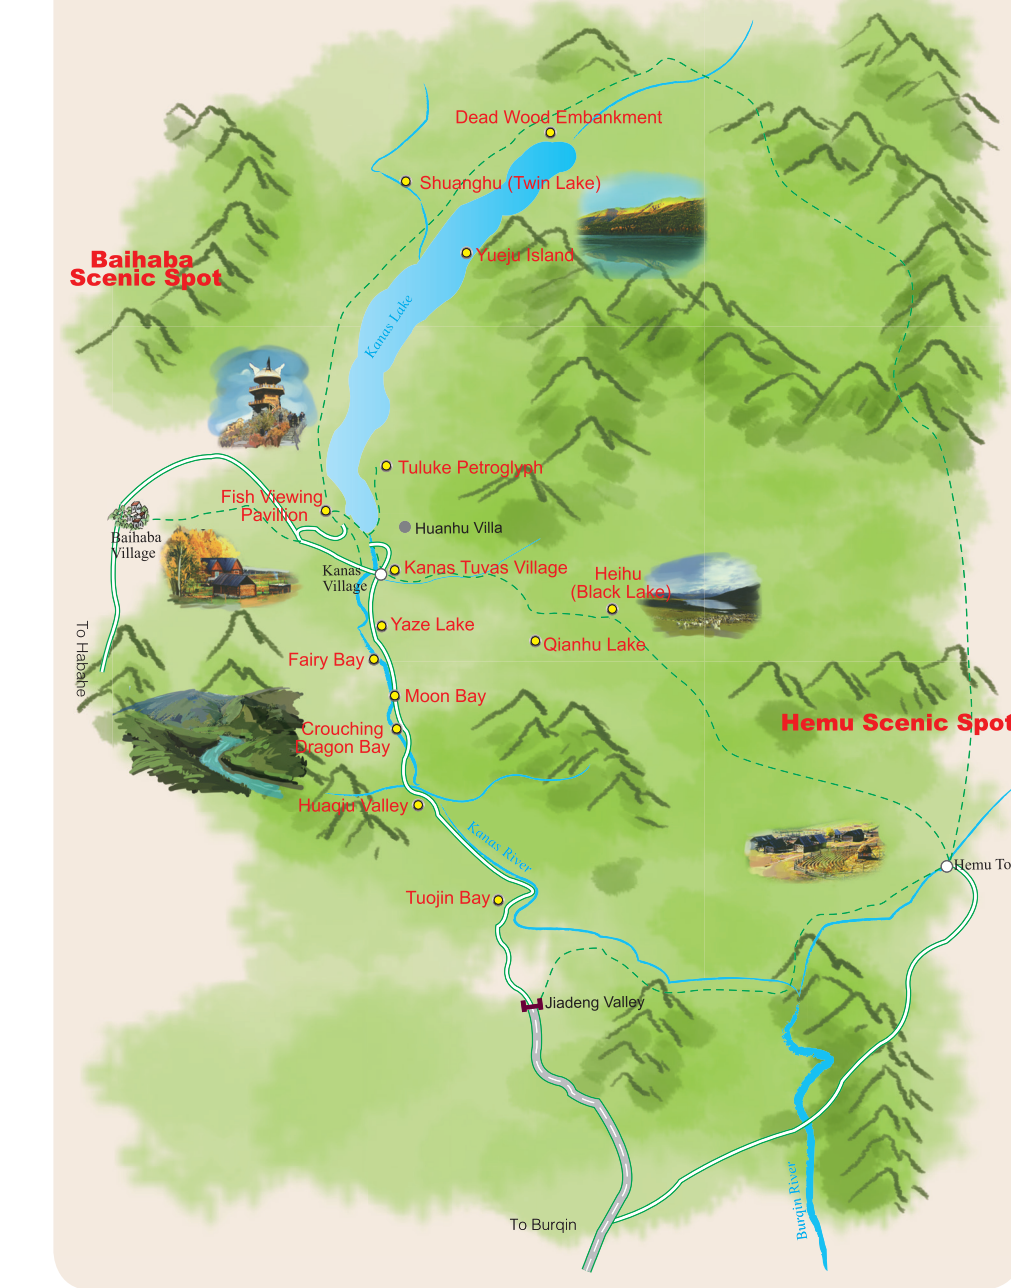 Dead Wood Embankment
Shuanghu (Twin Lake)
Baihaba
Scenic Spot
Yueju Island
Kanas Lake
Tuluke Petroglyph
Fish Viewing
Pavillion
Huanhu Villa
Baihaba
Village
Kanas
Village
Kanas Tuvas Village
Heihu
(Black Lake)
To Habahe
Yaze Lake
Qianhu Lake
Fairy Bay
Moon Bay
Hemu Scenic Spot
Crouching
Dragon Bay
Huaqiu Valley
Kanas River
Hemu To
Tuojin Bay
Jiadeng Valley
Burqin River
To Burqin